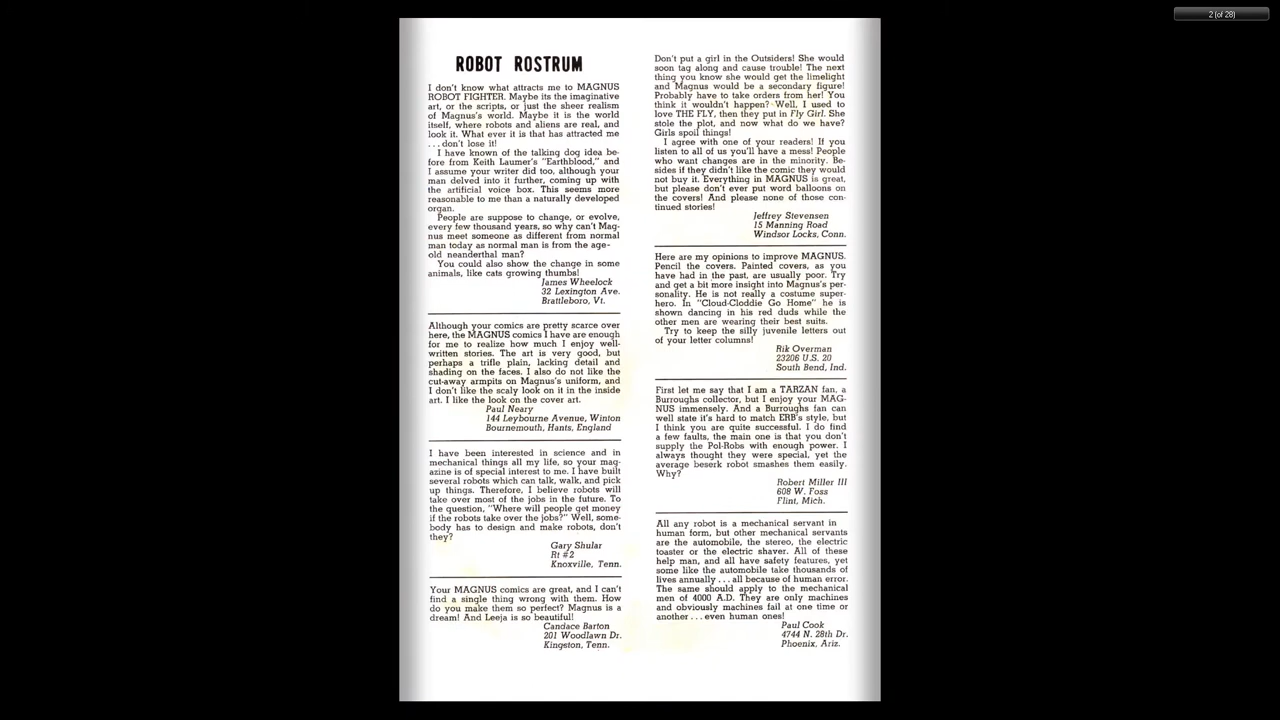 2 (of 28)
ROBOT ROSTRUM
I don't know what attracts me to MAGNUS
ROBOT FIGHTER. Maybe its the imaginative
art, or the scripts, or just the sheer realism
of Magnus's world. Maybe it is the world
itself, where robots and aliens are real, and
look it. What ever it is that has attracted me
. . . don't lose it!
I have known of the talking dog idea be-
fore from Keith Laumer's "Earthblood," and
I assume your writer did too, although your
man delved into it further, coming up with
the artificial voice box. This seems more
reasonable to me than a naturally developed
organ.
People are suppose to change, or evolve,
every few thousand years, so why can't Mag-
nus meet someone as different from normal
man today as normal man is from the age-
old neanderthal man?
You could also show the change in some
animals, like cats growing thumbs!
James Wheelock
32 Lexington Ave.
Brattleboro, Vt.
Although your comics are pretty scarce over
here, the MAGNUS comics I have are enough
for me to realize how much I enjoy well-
written stories. The art is very good, but
perhaps a trifle plain, lacking detail and
shading on the faces. I also do not like the
cut-away armpits on Magnus's uniform, and
I don't like the scaly look on it in the inside
art. I like the look on the cover art.
Paul Neary
144 Leybourne Avenue, Winton
Bournemouth, Hants, England
I have been interested in science and in
mechanical things all my life, so your mag-
azine is of special interest to me. I have built
several robots which can talk, walk, and pick
up things. Therefore, I believe robots will
take over most of the jobs in the future. To
the question, "Where will people get money
if the robots take over the jobs?" Well, some-
body has to design and make robots, don't
they?
Gary Shular
Rt #2
Knoxville, Tenn.
Your MAGNUS comics are great, and I can't
find a single thing wrong with them. How
do you make them so perfect? Magnus is a
dream! And Leeja is so beautiful!
Candace Barton
201 Woodlawn Dr.
Kingston, Tenn.
Don't put a girl in the Outsiders! She would
soon tag along and cause trouble! The next
thing you know she would get the limelight
and Magnus would be a secondary figure!
Probably have to take orders from her! You
think it wouldn't happen? Well, I used to
love THE FLY, then they put in Fly Girl. She
stole the plot, and now what do we have?
Girls spoil things!
I agree with one of your readers! If you
listen to all of us you'll have a mess! People
who want changes are in the minority. Be-
sides if they didn't like the comic they would
not buy it. Everything in MAGNUS is great,
but please don't ever put word balloons on
the covers! And please none of those con-
tinued stories!
Jeffrey Stevensen
15 Manning Road
Windsor Locks, Conn.
Here are my opinions to improve MAGNUS.
Pencil the covers. Painted covers, as you
have had in the past, are usually poor. Try
and get a bit more insight into Magnus's per-
sonality. He is not really a costume super-
hero. In "Cloud-Cloddie Go Home" he is
shown dancing in his red duds while the
other men are wearing their best suits.
Try to keep the silly juvenile letters out
of your letter columns!
Rik Overman
23206 U.S. 20
South Bend, Ind.
First let me say that I am a TARZAN fan, a
Burroughs collector, but I enjoy your MAG-
NUS immensely. And a Burroughs fan can
well state it's hard to match ERB's style, but
I think you are quite successful. I do find
a few faults, the main one is that you don't
supply the Pol-Robs with enough power. I
always thought they were special, yet the
average beserk robot smashes them easily.
Why?
Robert Miller III
608 W. Foss
Flint, Mich.
All any robot is a mechanical servant in
human form, but other mechanical servants
are the automobile, the stereo, the electric
toaster or the electric shaver. All of these
help man, and all have safety features, yet
some like the automobile take thousands of
lives annually . . . all because of human error.
The same should apply to the mechanical
men of 4000 A.D. They are only machines
and obviously machines fail at one time or
another . . . even human ones!
Paul Cook
4744 N. 28th Dr.
Phoenix, Ariz.